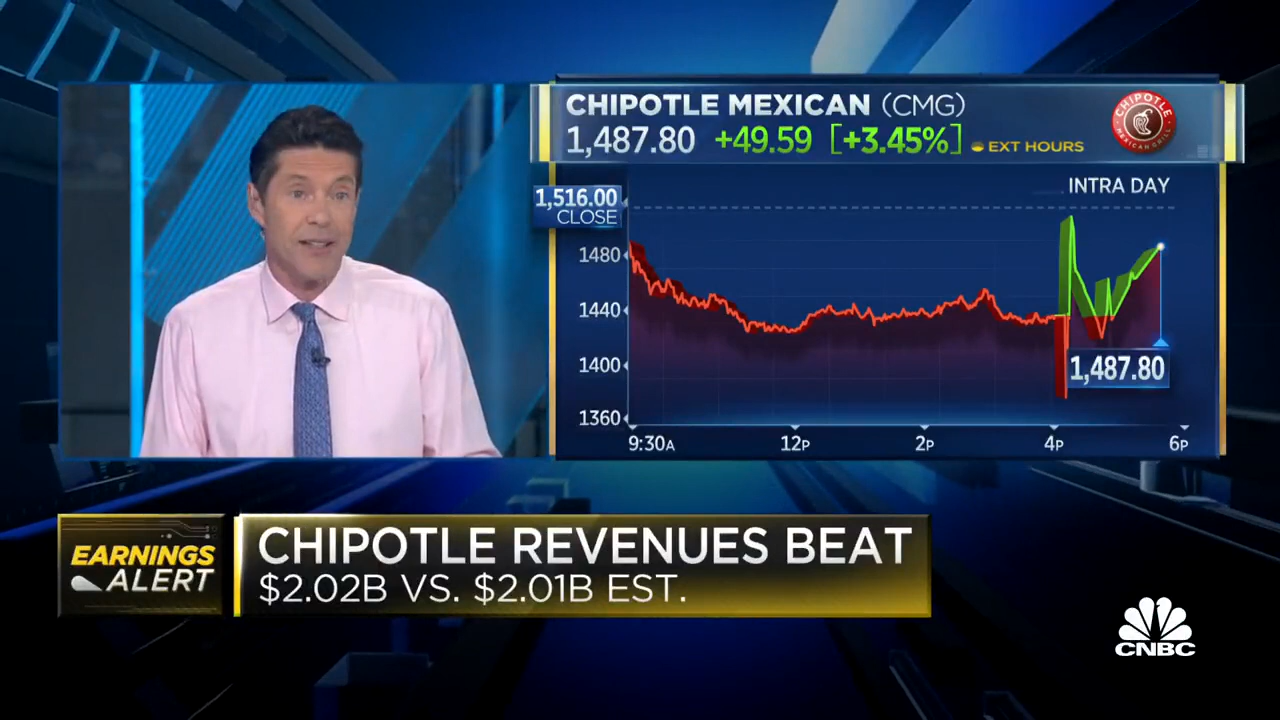 CHIPOTLE MEXICAN (CMG)
1,487.80 +49.59 [+3.45%] EXT HOURS
CHIPOTLE
MEXICAN GRILL
INTRA DAY
1,516.00
CLOSE
1480
1440
1400
1360
1,487.80
9:30A 12P 2P 4P 6P
EARNINGS
ALERT
CHIPOTLE REVENUES BEAT
$2.02B VS. $2.01B EST.
CNBC